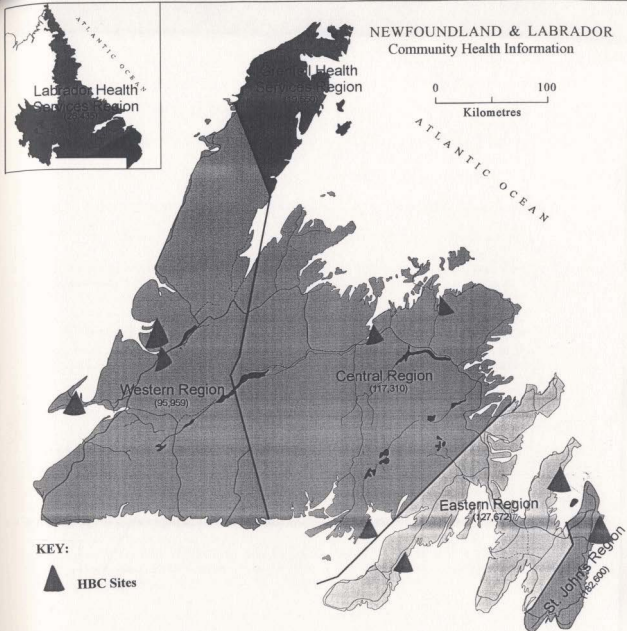 NEWFOUNDLAND & LABRADOR
Community Health Information
0 100
Kilometres
ATLANTIC OCEAN
ATLANTIC OCEAN
Labrador Health
Services Region
Health
Services Region
Western Region
(95,959)
Central Region
(117,310)
Eastern Region
(127,672)
St. John's Region
KEY:
HBC Sites